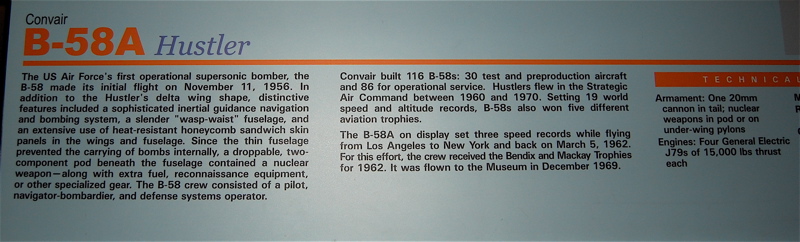 Convair
B-58A Hustler
The US Air Force's first operational supersonic bomber, the
B-58 made its initial flight on November 11, 1956. In
addition to the Hustler's delta wing shape, distinctive
features included a sophisticated inertial guidance navigation
and bombing system, a slender "wasp-waist" fuselage, and
an extensive use of heat-resistant honeycomb sandwich skin
panels in the wings and fuselage. Since the thin fuselage
prevented the carrying of bombs internally, a droppable, two-
component pod beneath the fuselage contained a nuclear
weapon—along with extra fuel, reconnaissance equipment,
or other specialized gear. The B-58 crew consisted of a pilot,
navigator-bombardier, and defense systems operator.
Convair built 116 B-58s: 30 test and preproduction aircraft
and 86 for operational service. Hustlers flew in the Strategic
Air Command between 1960 and 1970. Setting 19 world
speed and altitude records, B-58s also won five different
aviation trophies.
The B-58A on display set three speed records while flying
from Los Angeles to New York and back on March 5, 1962.
For this effort, the crew received the Bendix and Mackay Trophies
for 1962. It was flown to the Museum in December 1969.
TECHNICAL
Armament: One 20mm
cannon in tail; nuclear
weapons in pod or on
under-wing pylons
Engines: Four General Electric
J79s of 15,000 lbs thrust
each